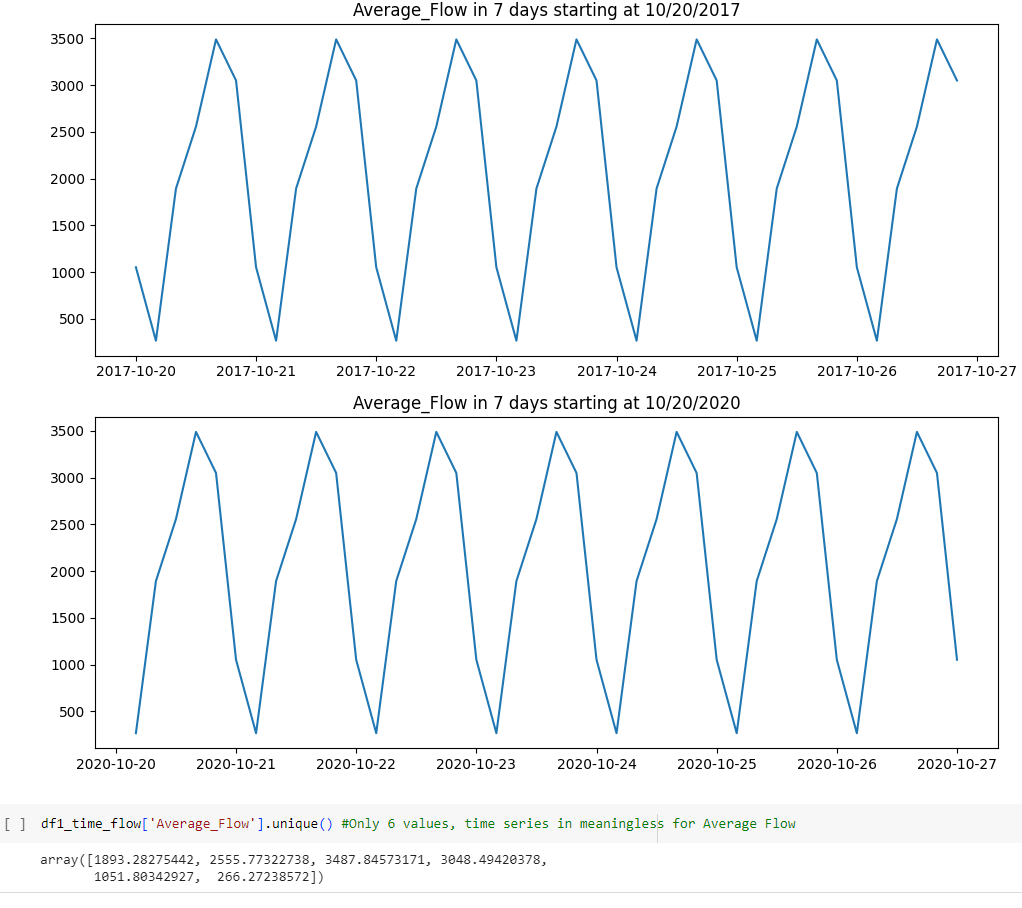 Average_Flow in 7 days starting at 10/20/2017
3500
3000
2500
2000
1500
1000
500
2017-10-20 2017-10-21 2017-10-22 2017-10-23 2017-10-24 2017-10-25 2017-10-26 2017-10-27
Average_Flow in 7 days starting at 10/20/2020
3500
3000
2500
2000
1500
1000
500
2020-10-20 2020-10-21 2020-10-22 2020-10-23 2020-10-24 2020-10-25 2020-10-26 2020-10-27
[ ] df1_time_flow['Average_Flow'].unique() #Only 6 values, time series in meaningless for Average Flow
array([1893.28275442, 2555.77322738, 3487.84573171, 3048.49420378,
1051.80342927, 266.27238572])